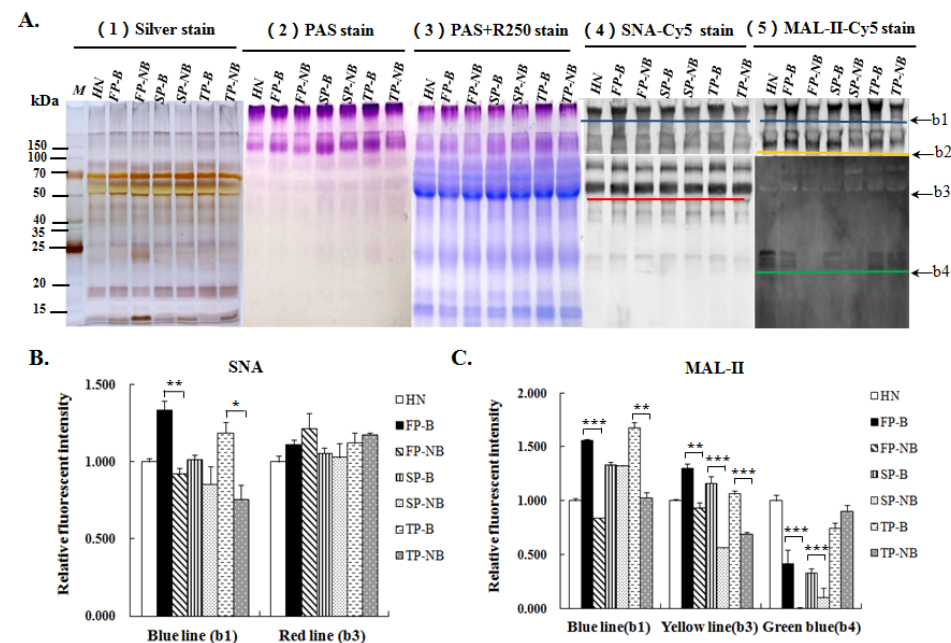 A.
( 1 ) Silver stain
( 2 ) PAS stain
( 3 ) PAS+R250 stain
( 4 ) SNA-Cy5 stain
( 5 ) MAL-II-Cy5 stain
M HN FP-B FP-NB SP-B SP-NB TP-B TP-NB
HN FP-B FP-NB SP-B SP-NB TP-B TP-NB
HN FP-B FP-NB SP-B SP-NB TP-B TP-NB
HN FP-B FP-NB SP-B SP-NB TP-B TP-NB
HN FP-B FP-NB SP-B SP-NB TP-B TP-NB
kDa
150
100
70
50
40
35
25
20
15
b1
b2
b3
b4
B.
SNA
Relative fluorescent intensity
1.500
1.000
0.500
0.000
**
*
Blue line (b1)
Red line (b3)
HN
FP-B
FP-NB
SP-B
SP-NB
TP-B
TP-NB
C.
MAL-II
Relative fluorescent intensity
2.000
1.500
1.000
0.500
0.000
***
**
**
***
***
***
***
Blue line(b1)
Yellow line(b3)
Green blue(b4)
HN
FP-B
FP-NB
SP-B
SP-NB
TP-B
TP-NB